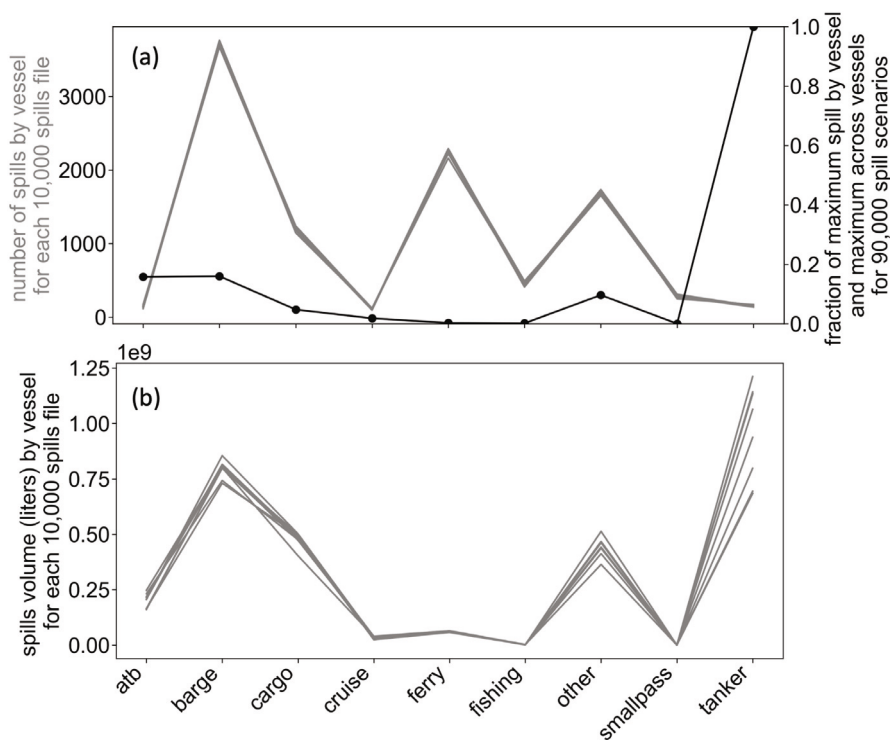 (a)
number of spills by vessel
for each 10,000 spills file
3000
2000
1000
0
1.0
0.8
0.6
0.4
0.2
0.0
fraction of maximum spill by vessel
and maximum across vessels
for 90,000 spill scenarios
1e9
(b)
spills volume (liters) by vessel
for each 10,000 spills file
1.25
1.00
0.75
0.50
0.25
0.00
atb
barge
cargo
cruise
ferry
fishing
other
smallpass
tanker